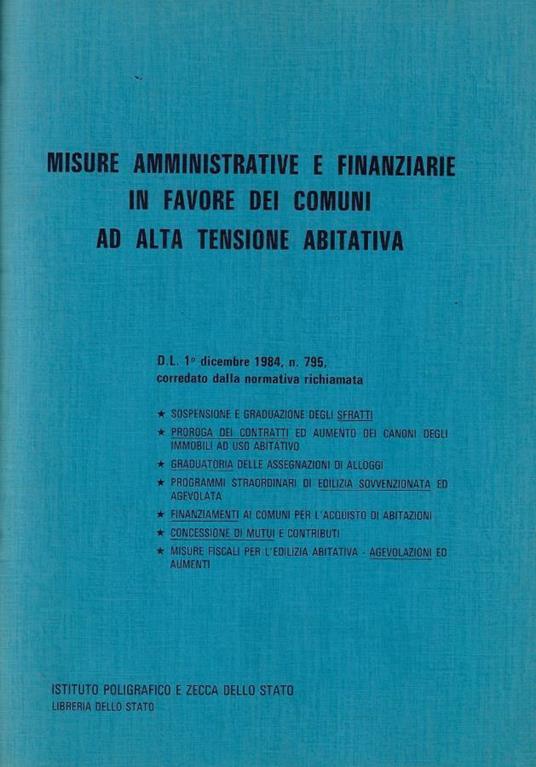 MISURE AMMINISTRATIVE E FINANZIARIE
IN FAVORE DEI COMUNI
AD ALTA TENSIONE ABITATIVA
D.L. 1º dicembre 1984, n. 795,
corredato dalla normativa richiamata
★ SOSPENSIONE E GRADUAZIONE DEGLI SFRATTI
★ PROROGA DEI CONTRATTI ED AUMENTO DEI CANONI DEGLI
IMMOBILI AD USO ABITATIVO
★ GRADUATORIA DELLE ASSEGNAZIONI DI ALLOGGI
★ PROGRAMMI STRAORDINARI DI EDILIZIA SOVVENZIONATA ED
AGEVOLATA
★ FINANZIAMENTI AI COMUNI PER L'ACQUISTO DI ABITAZIONI
★ CONCESSIONE DI MUTUI E CONTRIBUTI
★ MISURE FISCALI PER L'EDILIZIA ABITATIVA - AGEVOLAZIONI ED
AUMENTI
ISTITUTO POLIGRAFICO E ZECCA DELLO STATO
LIBRERIA DELLO STATO